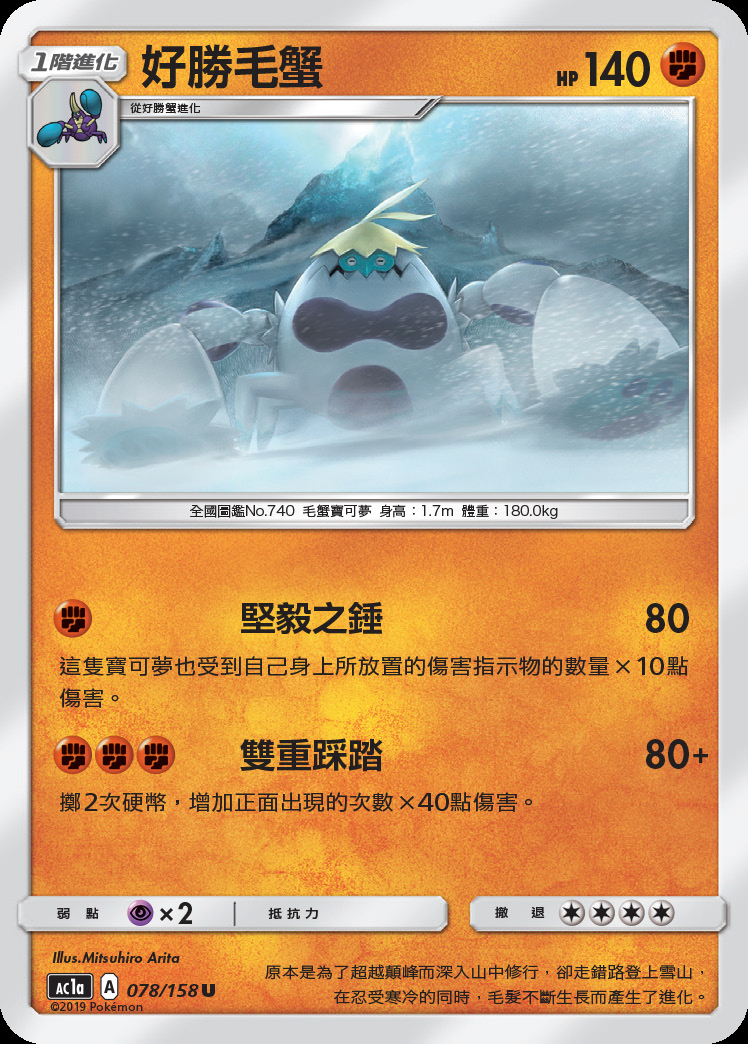 1階進化 好勝毛蟹 HP 140
從好勝蟹進化
全國圖鑑No.740 毛蟹寶可夢 身高：1.7m 體重：180.0kg
堅毅之錘 80
這隻寶可夢也受到自己身上所放置的傷害指示物的數量×10點
傷害。
雙重踩踏 80+
擲2次硬幣，增加正面出現的次數×40點傷害。
弱點 ×2 抵抗力 撤退
Illus.Mitsuhiro Arita
AC1a A 078/158 U
©2019 Pokémon
原本是為了超越顛峰而深入山中修行，卻走錯路登上雪山，
在忍受寒冷的同時，毛髮不斷生長而產生了進化。